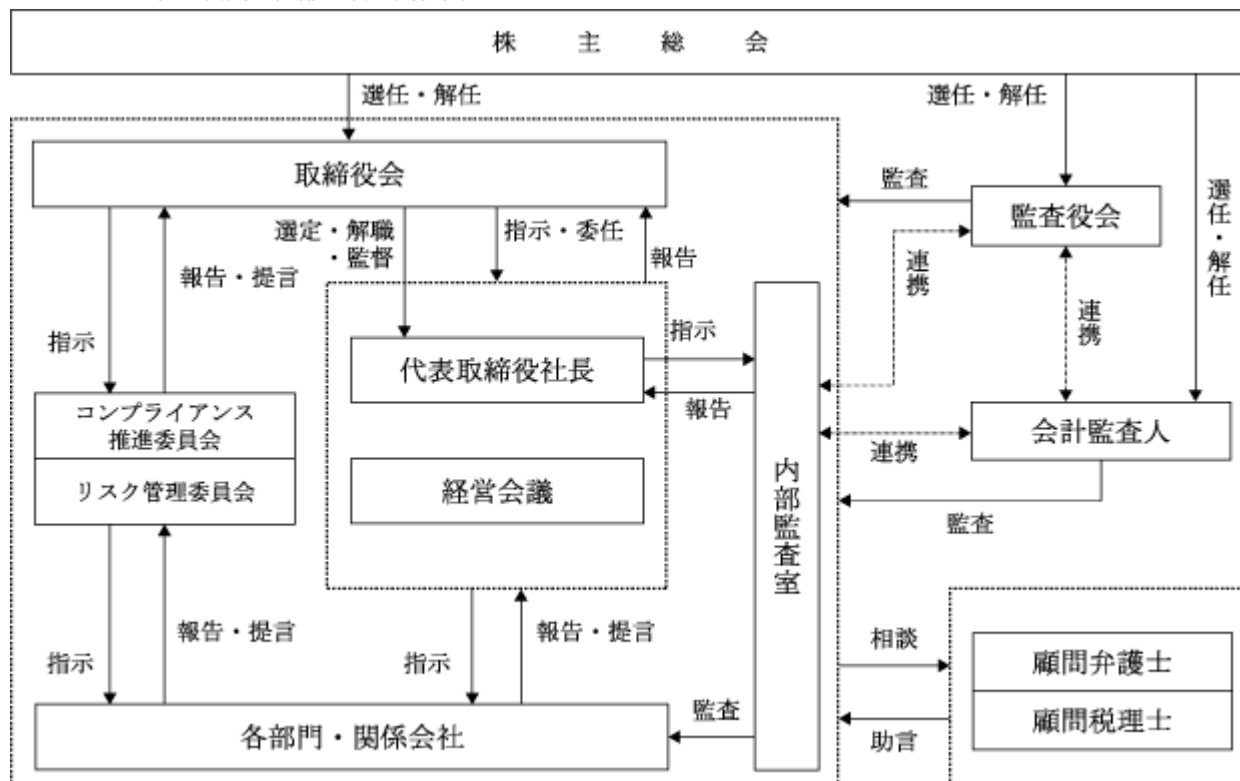 株主総会
選任・解任
選任・解任
選任・解任
取締役会
監査
監査役会
選定・解職
・監督
指示・委任
報告
報告・提言
連携
連携
指示
代表取締役社長
指示
報告
コンプライアンス
推進委員会
リスク管理委員会
経営会議
内部監査室
連携
会計監査人
監査
報告・提言
指示
報告・提言
指示
相談
顧問弁護士
顧問税理士
助言
各部門・関係会社
監査